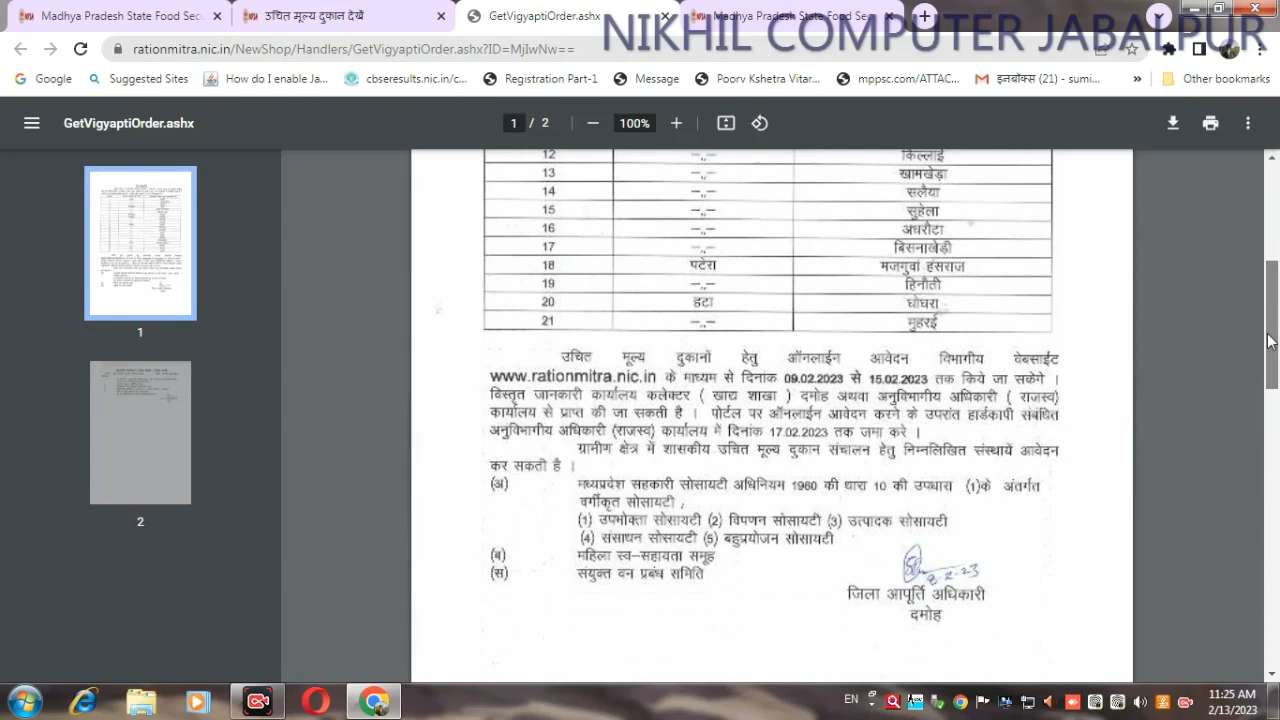 Madhya Pradesh State Food Sec
उचित मूल्य दुकान देखें
GetVigyaptiOrder.ashx
Madhya Pradesh State Food Sec
NIKHIL COMPUTER JABALPUR
rationmitra.nic.in/NewShop/Handlers/GetVigyaptiOrder.ashx?ID=MjIwNw==
Google
Suggested Sites
How do I enable Ja...
cbseresults.nic.in/c...
Registration Part-1
Message
Poorv Kshetra Vitar...
mppsc.com/ATTAC...
इनबॉक्स (21) - sumi...
»
Other bookmarks
GetVigyaptiOrder.ashx
1 / 2
100%
12 –,,– किल्लाई
13 –,,– खामखेड़ा
14 –,,– सलैया
15 –,,– सुहेला
16 –,,– अधरौटा
17 –,,– बिसनाखेड़ी
18 पटेरा मजगुवां हंसराज
19 –,,– हिनौती
20 हटा घोघरा
21 –,,– मुहरई
उचित मूल्य दुकानों हेतु ऑनलाईन आवेदन विभागीय वेबसाईट
www.rationmitra.nic.in के माध्यम से दिनांक 09.02.2023 से 15.02.2023 तक किये जा सकेगे ।
विस्तृत जानकारी कार्यालय कलेक्टर ( खाद्य शाखा ) दमोह अथवा अनुविभागीय अधिकारी ( राजस्व)
कार्यालय से प्राप्त की जा सकती है । पोर्टल पर ऑनलाईन आवेदन करने के उपरांत हार्डकापी संबंधित
अनुविभागीय अधिकारी (राजस्व) कार्यालय में दिनांक 17.02.2023 तक जमा करे ।
ग्रामीण क्षेत्र में शासकीय उचित मूल्य दुकान संचालन हेतु निम्नलिखित संस्थायें आवेदन
कर सकती है ।
(अ) मध्यप्रदेश सहकारी सोसायटी अधिनियम 1960 की धारा 10 की उपधारा (1)के अंतर्गत
वर्गीकृत सोसायटी ,
(1) उपभोक्ता सोसायटी (2) विपणन सोसायटी (3) उत्पादक सोसायटी
(4) संसाधन सोसायटी (5) बहुप्रयोजन सोसायटी
(ब) महिला स्व–सहायता समूह
(स) संयुक्त वन प्रबंध समिति
8-2-23
जिला आपूर्ति अधिकारी
दमोह
1
2
EN
11:25 AM
2/13/2023